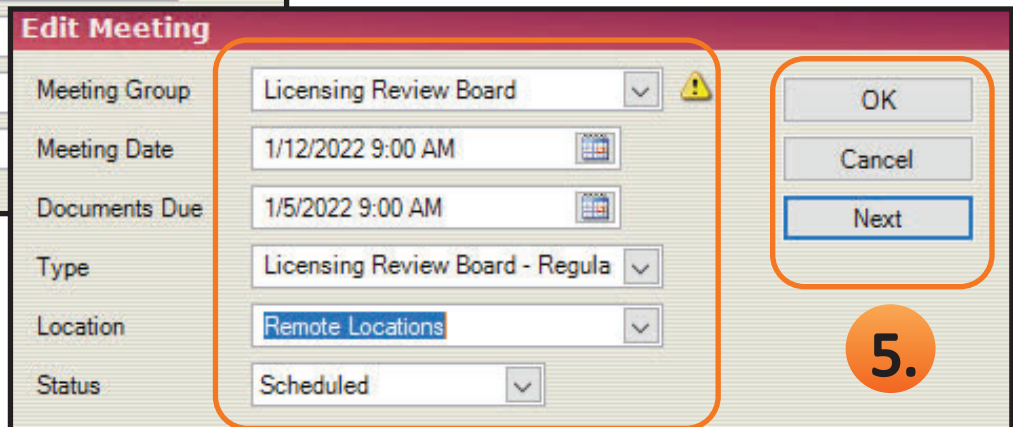 Edit Meeting
Meeting Group Licensing Review Board OK
Meeting Date 1/12/2022 9:00 AM Cancel
Documents Due 1/5/2022 9:00 AM Next
Type Licensing Review Board - Regula
Location Remote Locations
Status Scheduled
5.